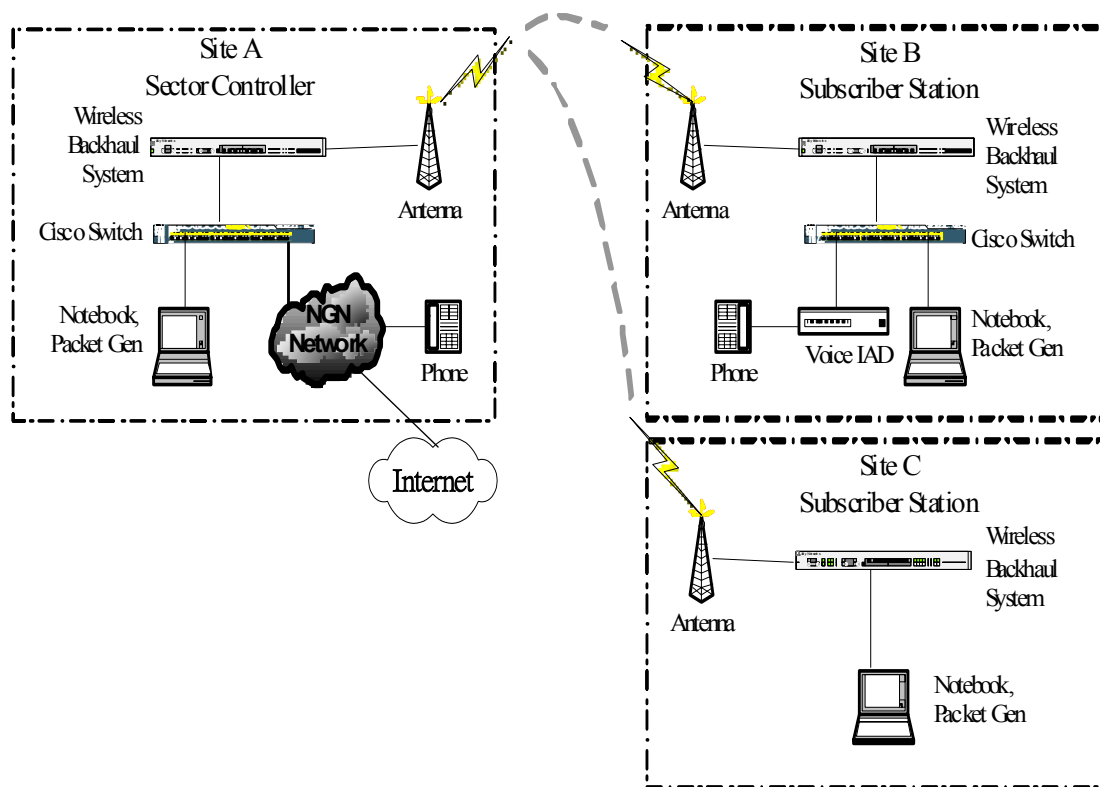 Site A
Sector Controller
Wireless
Backhaul
System
Antenna
Cisco Switch
Notebook,
Packet Gen
NGN
Network
Phone
Internet
Site B
Subscriber Station
Wireless
Backhaul
System
Antenna
Cisco Switch
Phone
Voice IAD
Notebook,
Packet Gen
Site C
Subscriber Station
Wireless
Backhaul
System
Antenna
Notebook,
Packet Gen